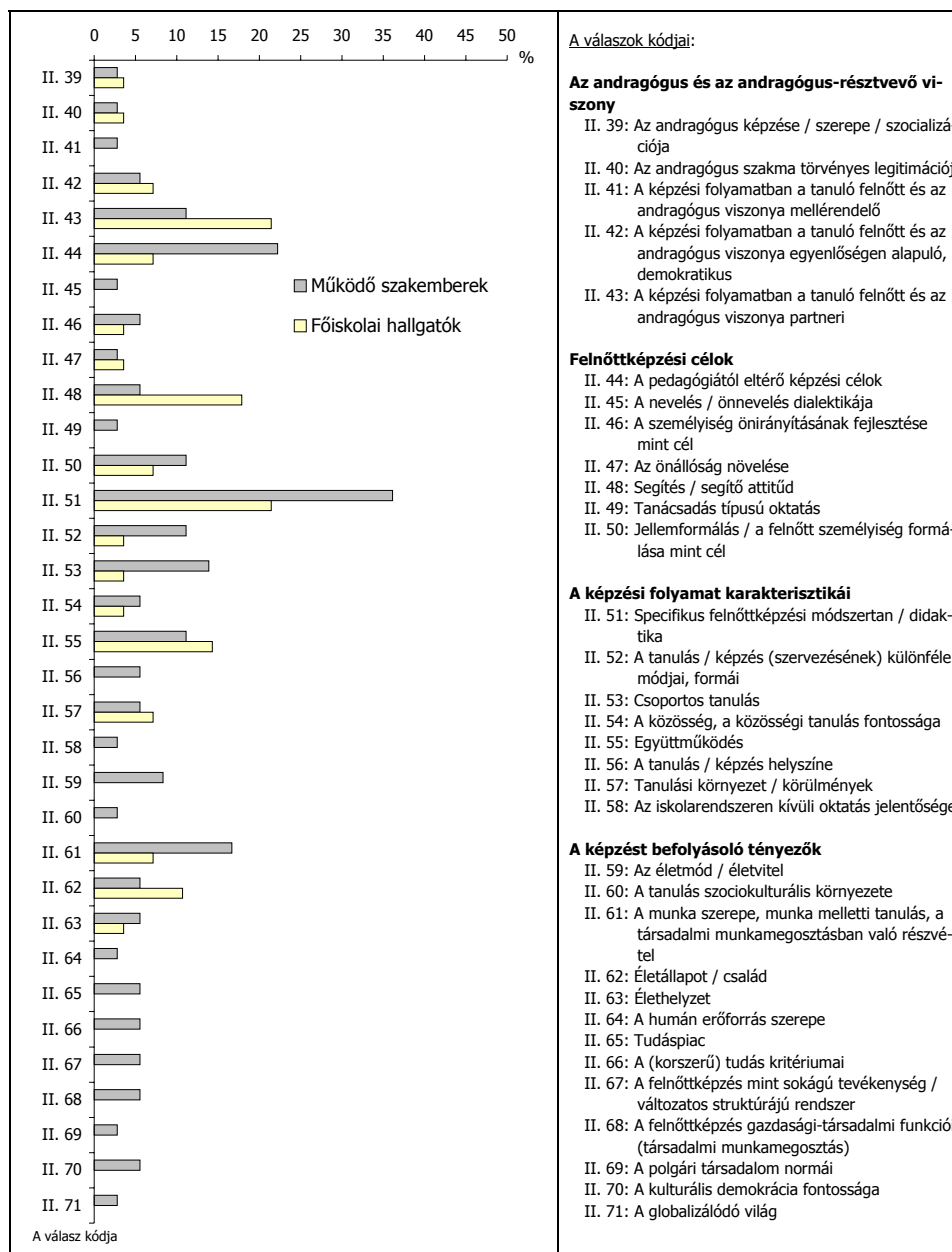 0 5 10 15 20 25 30 35 40 45 50
%
II. 39
II. 40
II. 41
II. 42
II. 43
II. 44
II. 45
II. 46
II. 47
II. 48
II. 49
II. 50
II. 51
II. 52
II. 53
II. 54
II. 55
II. 56
II. 57
II. 58
II. 59
II. 60
II. 61
II. 62
II. 63
II. 64
II. 65
II. 66
II. 67
II. 68
II. 69
II. 70
II. 71
A válasz kódja
Működő szakemberek
Főiskolai hallgatók
A válaszok kódjai:
Az andragógus és az andragógus-résztvevő vi-
szony
II. 39: Az andragógus képzése / szerepe / szocializá-
ciója
II. 40: Az andragógus szakma törvényes legitimációj
II. 41: A képzési folyamatban a tanuló felnőtt és az
andragógus viszonya mellérendelő
II. 42: A képzési folyamatban a tanuló felnőtt és az
andragógus viszonya egyenlőségen alapuló,
demokratikus
II. 43: A képzési folyamatban a tanuló felnőtt és az
andragógus viszonya partneri
Felnőttképzési célok
II. 44: A pedagógiától eltérő képzési célok
II. 45: A nevelés / önnevelés dialektikája
II. 46: A személyiség önirányításának fejlesztése
mint cél
II. 47: Az önállóság növelése
II. 48: Segítés / segítő attitűd
II. 49: Tanácsadás típusú oktatás
II. 50: Jellemformálás / a felnőtt személyiség formá-
lása mint cél
A képzési folyamat karakterisztikái
II. 51: Specifikus felnőttképzési módszertan / didak-
tika
II. 52: A tanulás / képzés (szervezésének) különféle
módjai, formái
II. 53: Csoportos tanulás
II. 54: A közösség, a közösségi tanulás fontossága
II. 55: Együttműködés
II. 56: A tanulás / képzés helyszíne
II. 57: Tanulási környezet / körülmények
II. 58: Az iskolarendszeren kívüli oktatás jelentősége
A képzést befolyásoló tényezők
II. 59: Az életmód / életvitel
II. 60: A tanulás szociokulturális környezete
II. 61: A munka szerepe, munka melletti tanulás, a
társadalmi munkamegosztásban való részvé-
tel
II. 62: Életállapot / család
II. 63: Élethelyzet
II. 64: A humán erőforrás szerepe
II. 65: Tudáspiac
II. 66: A (korszerű) tudás kritériumai
II. 67: A felnőttképzés mint sokágú tevékenység /
változatos struktúrájú rendszer
II. 68: A felnőttképzés gazdasági-társadalmi funkció
(társadalmi munkamegosztás)
II. 69: A polgári társadalom normái
II. 70: A kulturális demokrácia fontossága
II. 71: A globalizálódó világ